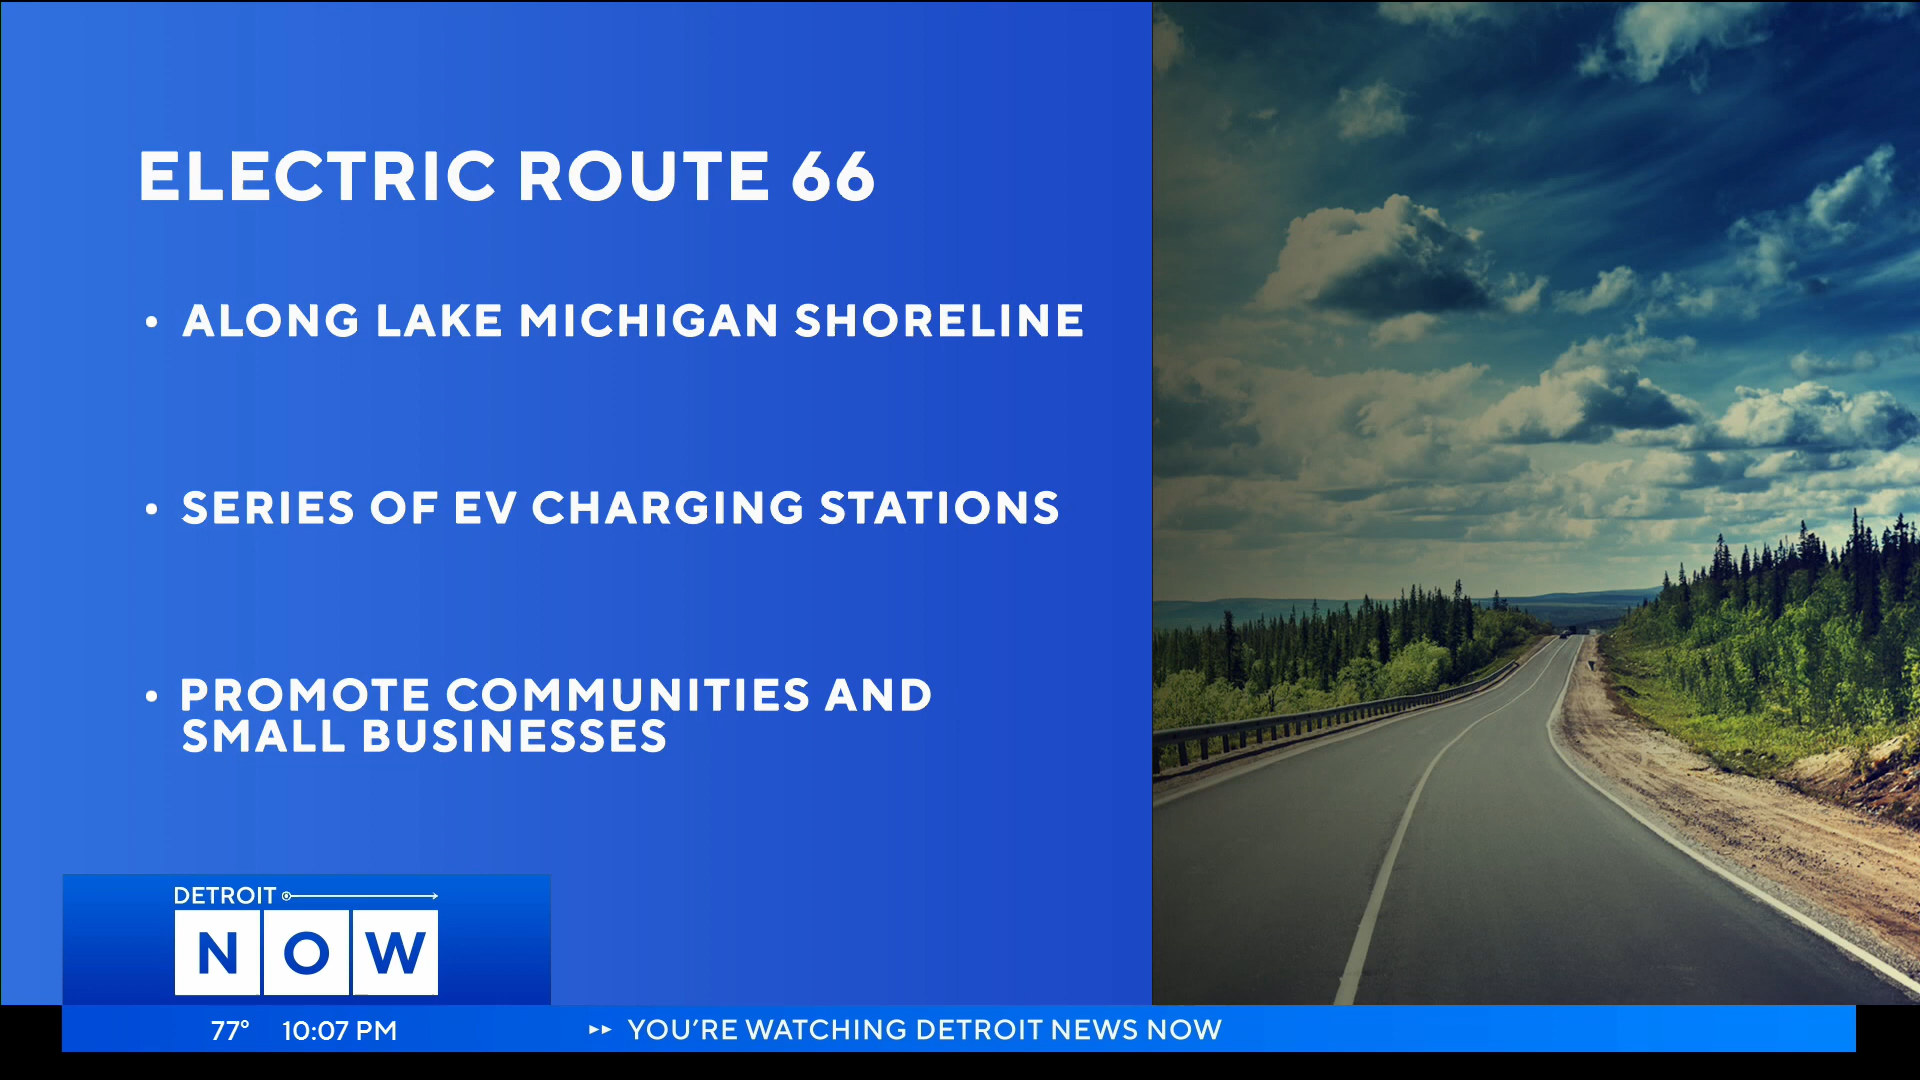 ELECTRIC ROUTE 66
• ALONG LAKE MICHIGAN SHORELINE
• SERIES OF EV CHARGING STATIONS
• PROMOTE COMMUNITIES AND
SMALL BUSINESSES
DETROIT
NOW
77° 10:07 PM
YOU'RE WATCHING DETROIT NEWS NOW